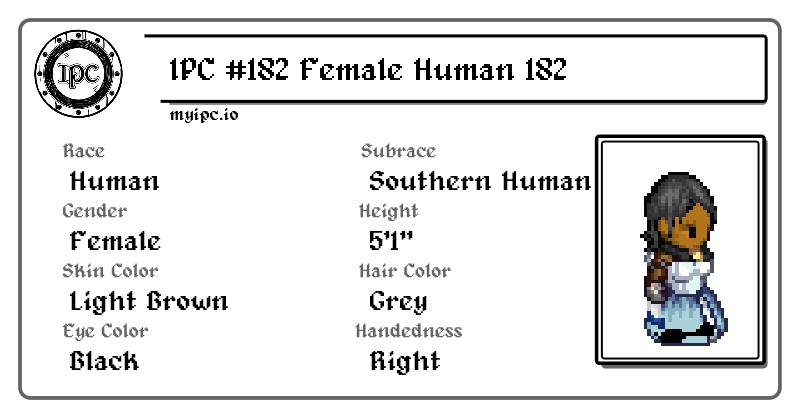 IPC
IPC #182 Female Human 182
myipc.io
Race
Human
Subrace
Southern Human
Gender
Female
Height
5'1"
Skin Color
Light Brown
Hair Color
Grey
Eye Color
Black
Handedness
Right